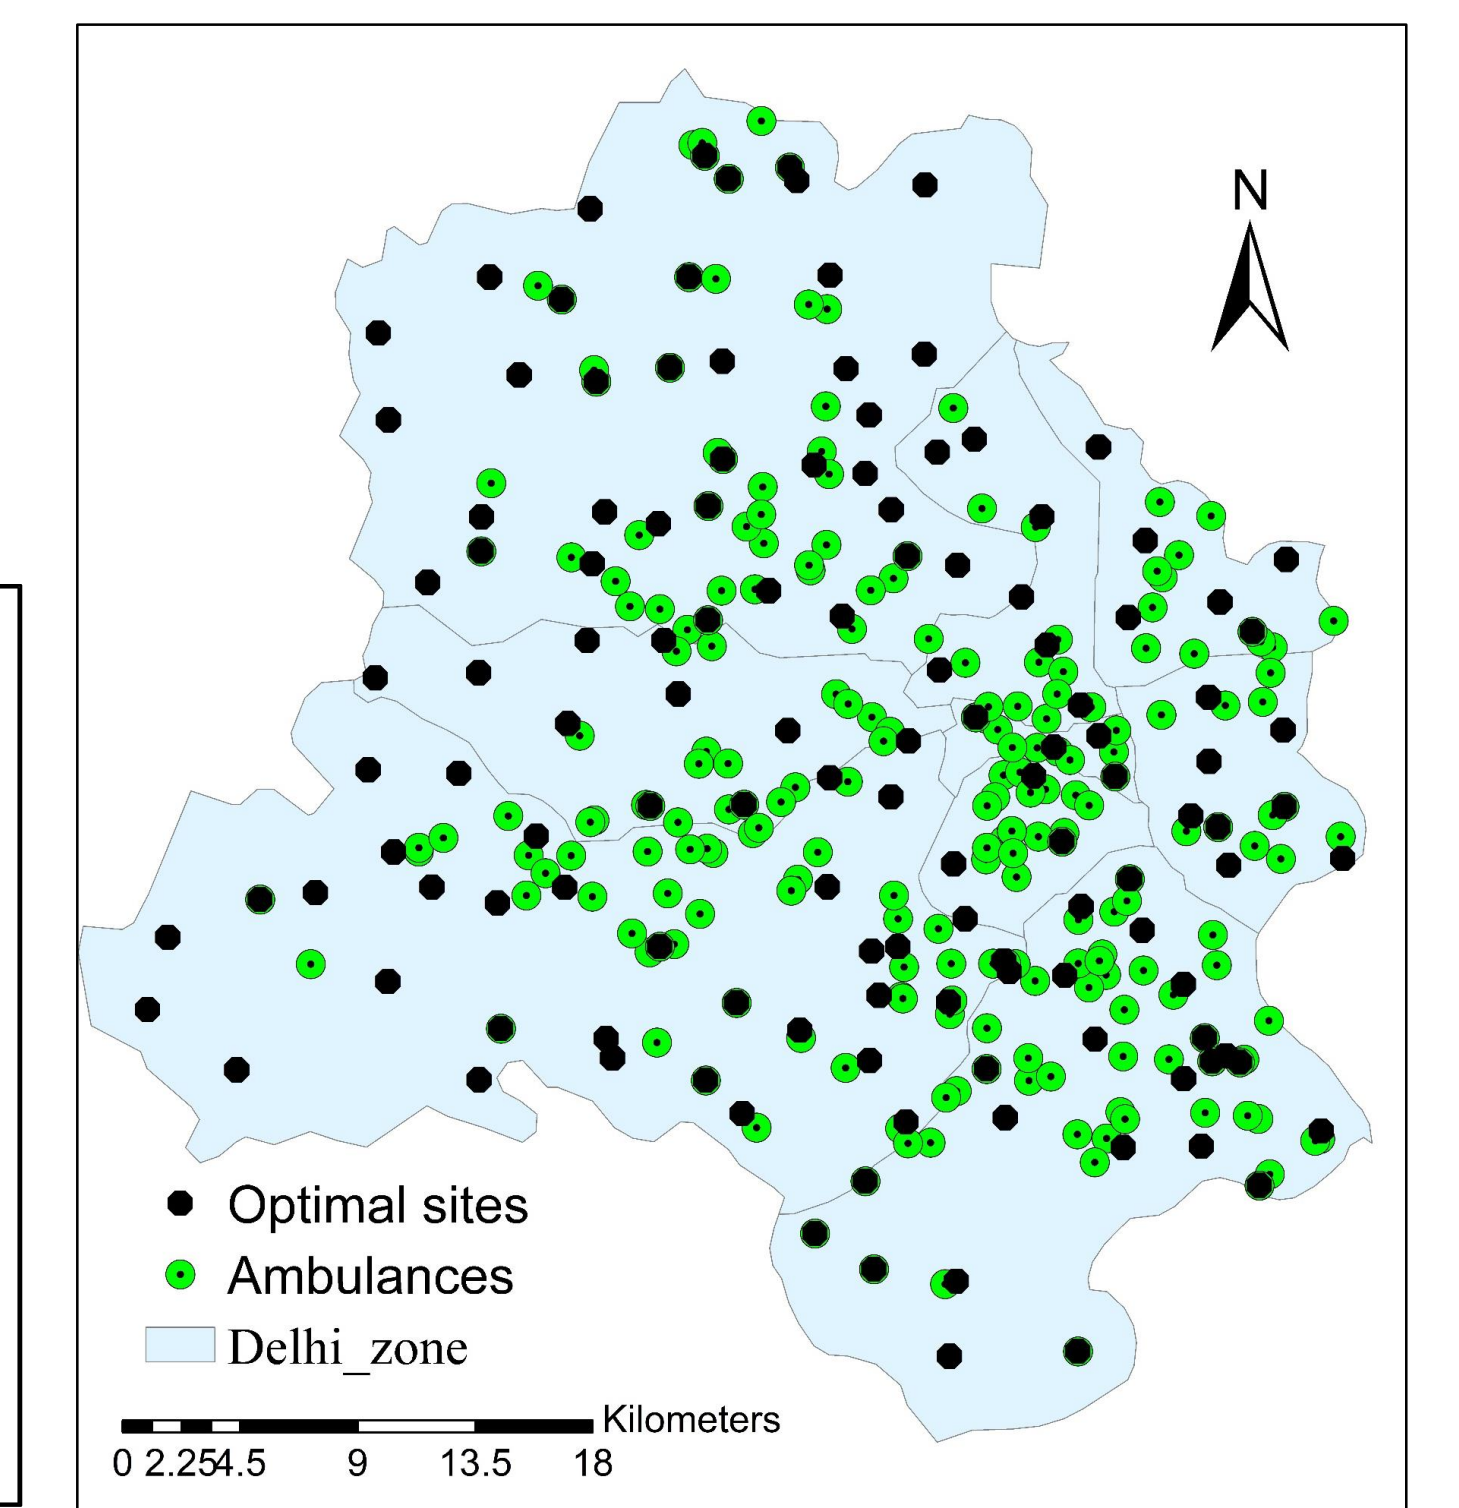 N
Optimal sites
Ambulances
Delhi_zone
Kilometers
0 2.254.5 9 13.5 18